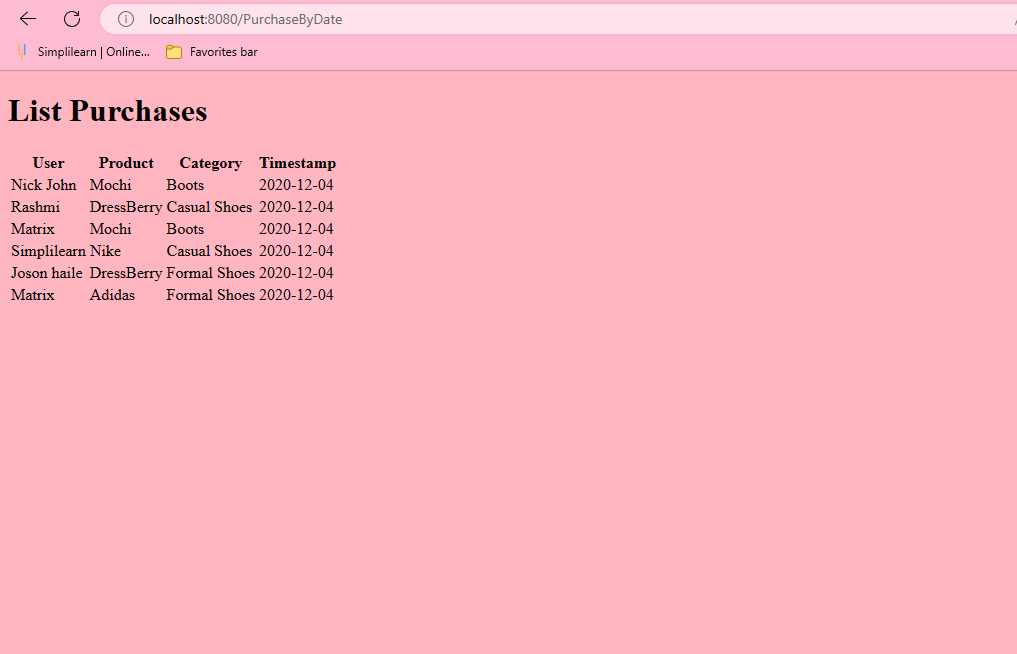 localhost:8080/PurchaseByDate
Simplilearn | Online... Favorites bar
List Purchases
User Product Category Timestamp
Nick John Mochi Boots 2020-12-04
Rashmi DressBerry Casual Shoes 2020-12-04
Matrix Mochi Boots 2020-12-04
Simplilearn Nike Casual Shoes 2020-12-04
Joson haile DressBerry Formal Shoes 2020-12-04
Matrix Adidas Formal Shoes 2020-12-04